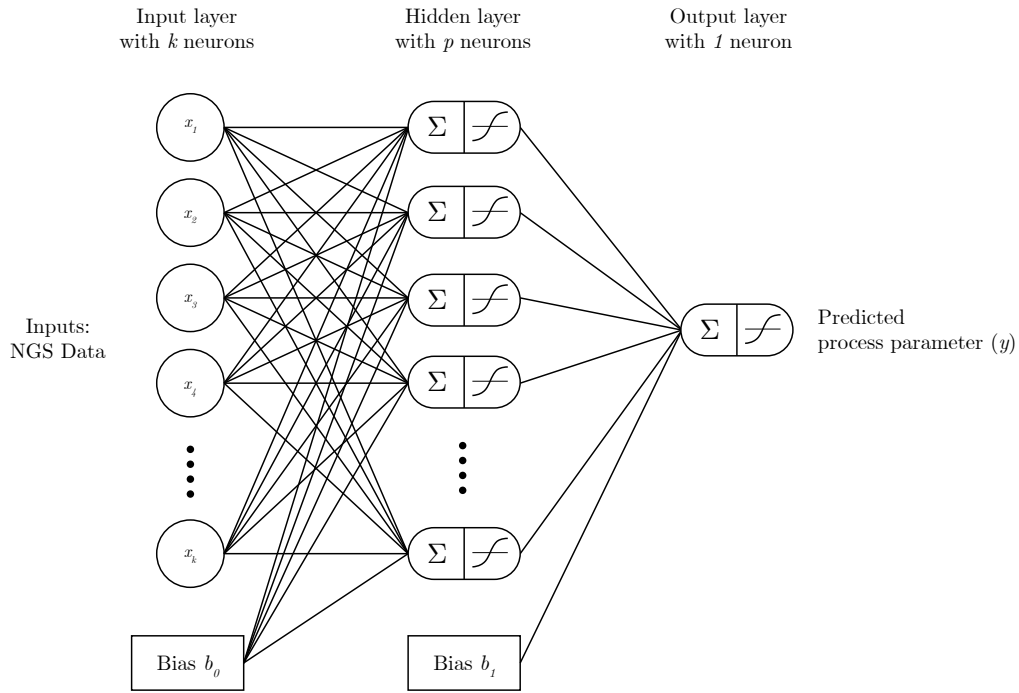 Input layer
with k neurons
Hidden layer
with p neurons
Output layer
with 1 neuron
x₁
Σ
x₂
Σ
x₃
Σ
Inputs:
NGS Data
Σ
Predicted
process parameter (y)
x₄
Σ
xₖ
Σ
Bias b₀
Bias b₁